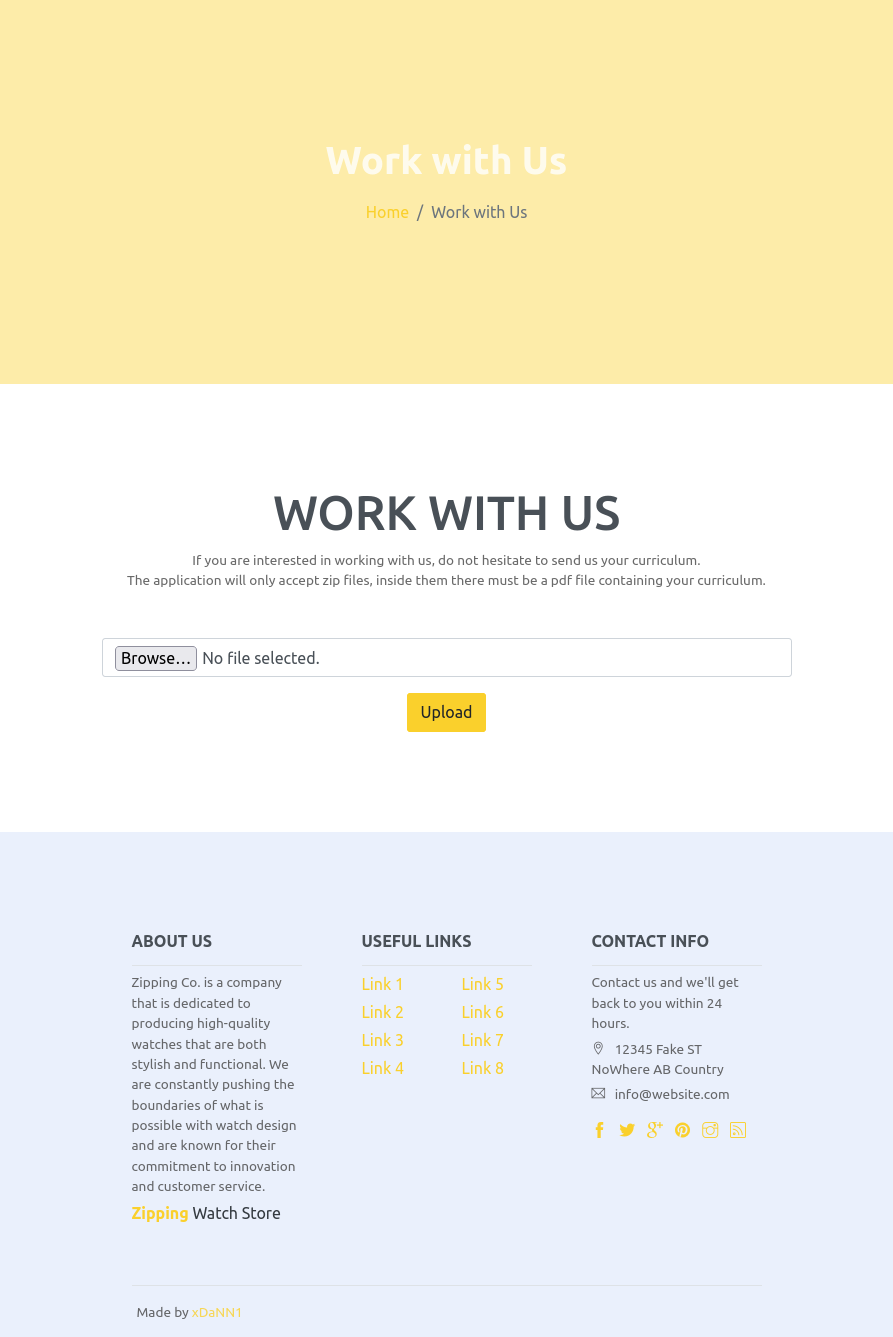 Work with Us
Home / Work with Us
WORK WITH US
If you are interested in working with us, do not hesitate to send us your curriculum.
The application will only accept zip files, inside them there must be a pdf file containing your curriculum.
Browse… No file selected.
Upload
ABOUT US
Zipping Co. is a company
that is dedicated to
producing high-quality
watches that are both
stylish and functional. We
are constantly pushing the
boundaries of what is
possible with watch design
and are known for their
commitment to innovation
and customer service.
Zipping Watch Store
USEFUL LINKS
Link 1
Link 2
Link 3
Link 4
Link 5
Link 6
Link 7
Link 8
CONTACT INFO
Contact us and we'll get
back to you within 24
hours.
12345 Fake ST
NoWhere AB Country
info@website.com
Made by xDaNN1